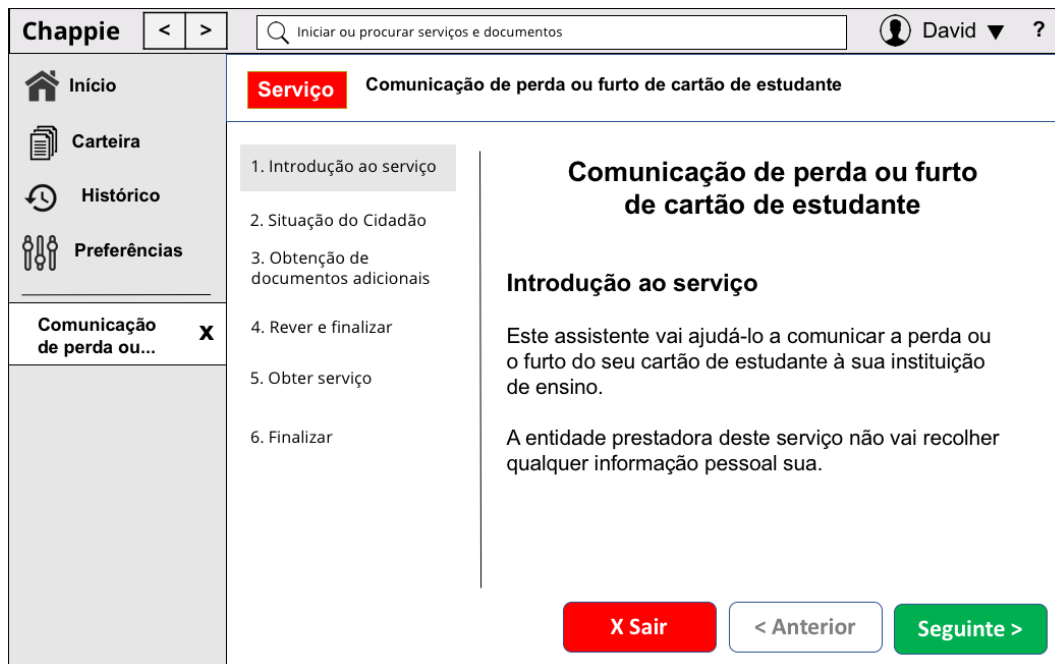 Chappie < > Iniciar ou procurar serviços e documentos David ▼ ?
Início
Carteira
Histórico
Preferências
Comunicação
de perda ou...
X
Serviço Comunicação de perda ou furto de cartão de estudante
1. Introdução ao serviço
2. Situação do Cidadão
3. Obtenção de
documentos adicionais
4. Rever e finalizar
5. Obter serviço
6. Finalizar
Comunicação de perda ou furto
de cartão de estudante
Introdução ao serviço
Este assistente vai ajudá-lo a comunicar a perda ou
o furto do seu cartão de estudante à sua instituição
de ensino.
A entidade prestadora deste serviço não vai recolher
qualquer informação pessoal sua.
X Sair < Anterior Seguinte >